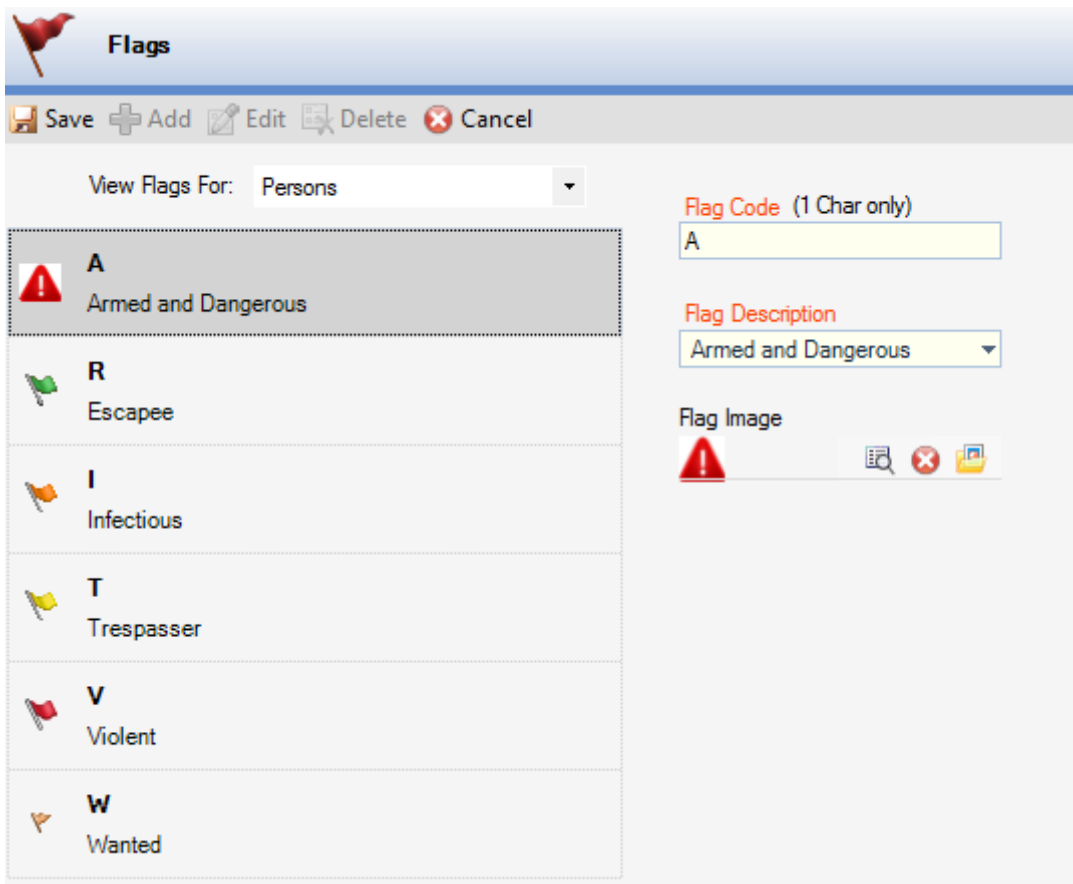 Flags
Save Add Edit Delete Cancel
View Flags For: Persons
A
Armed and Dangerous
R
Escapee
I
Infectious
T
Trespasser
V
Violent
W
Wanted
Flag Code (1 Char only)
A
Flag Description
Armed and Dangerous
Flag Image